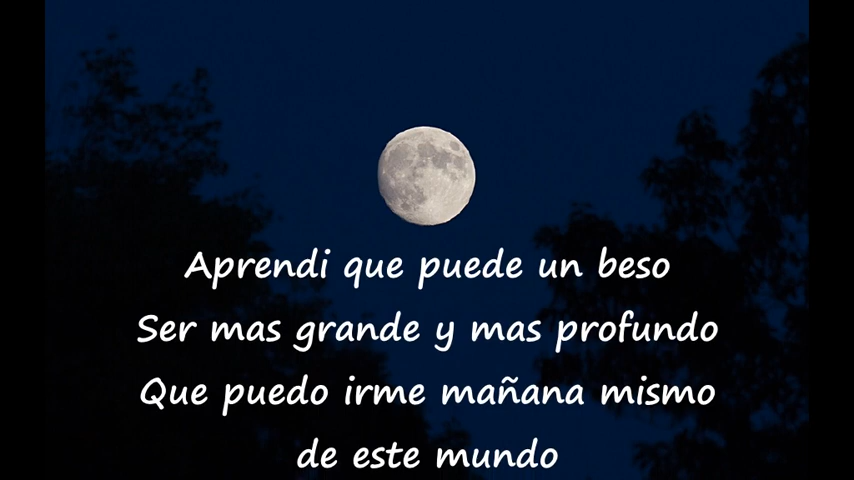 Aprendi que puede un beso
Ser mas grande y mas profundo
Que puedo irme mañana mismo
de este mundo